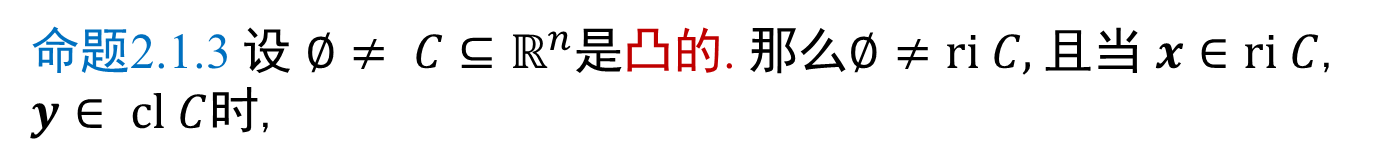 命题2.1.3 设 ∅ ≠ C ⊆ ℝⁿ是凸的. 那么∅ ≠ ri C, 且当 x ∈ ri C,
y ∈ cl C时,